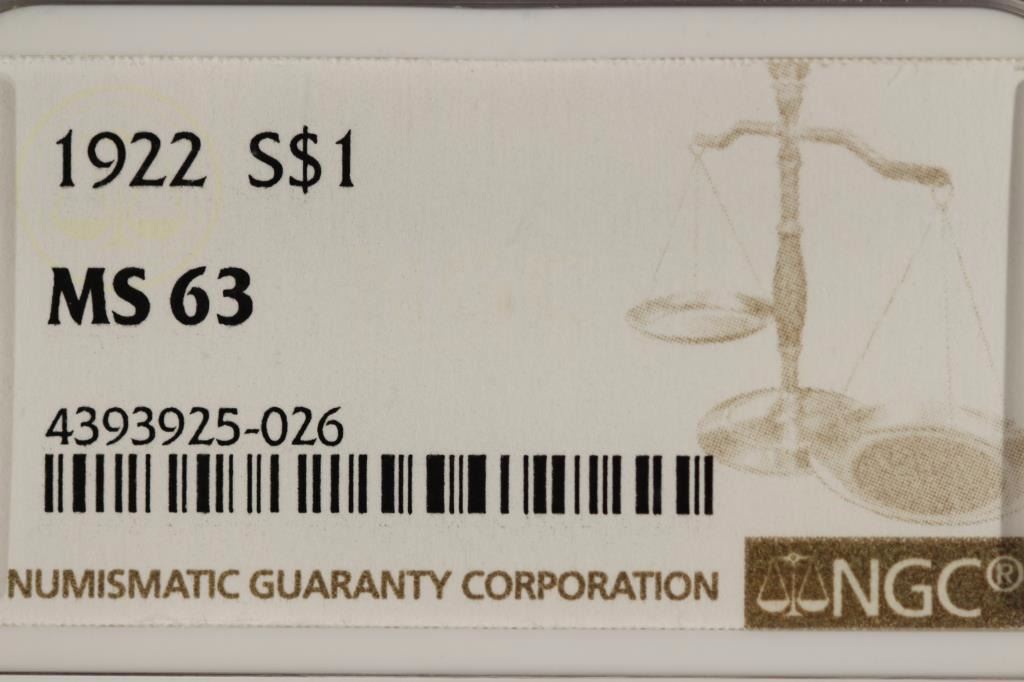 1922 S$1
MS 63
4393925-026
NUMISMATIC GUARANTY CORPORATION
NGC®